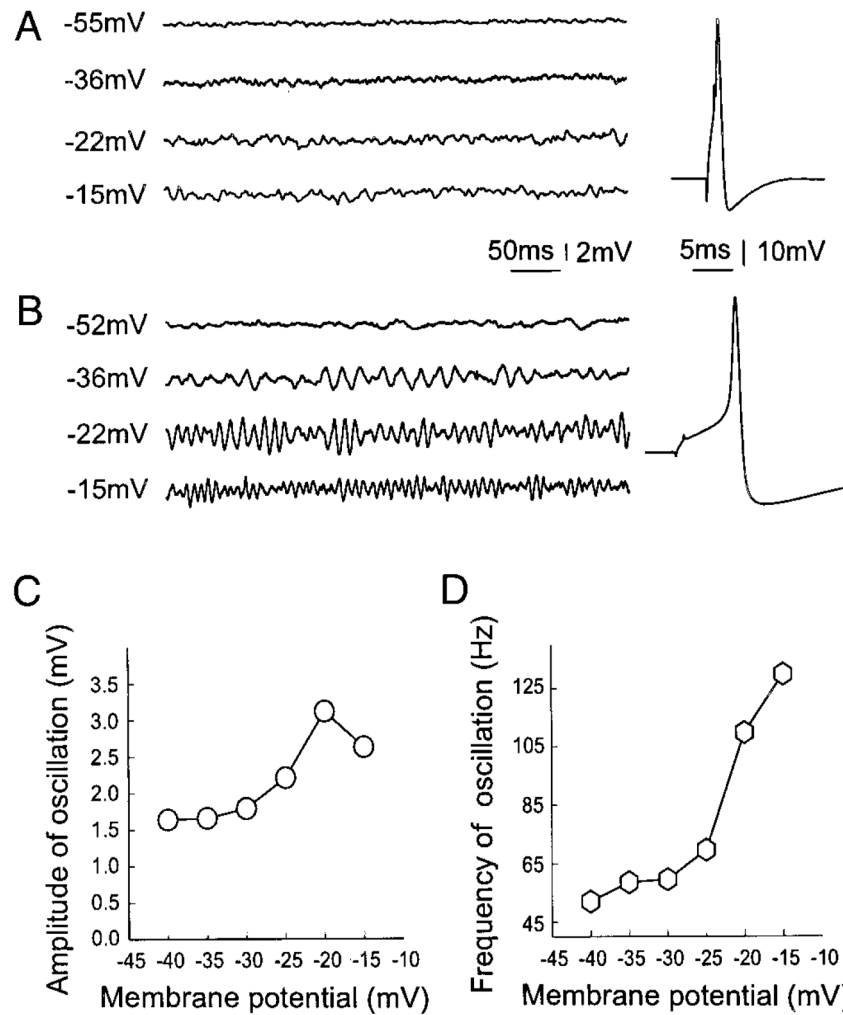 A
-55mV
-36mV
-22mV
-15mV
50ms 2mV 5ms 10mV
B
-52mV
-36mV
-22mV
-15mV
C
Amplitude of oscillation (mV)
3.5
3.0
2.5
2.0
1.5
1.0
0.5
0.0
-45 -40 -35 -30 -25 -20 -15 -10
Membrane potential (mV)
D
Frequency of oscillation (Hz)
125
105
85
65
45
-45 -40 -35 -30 -25 -20 -15 -10
Membrane potential (mV)